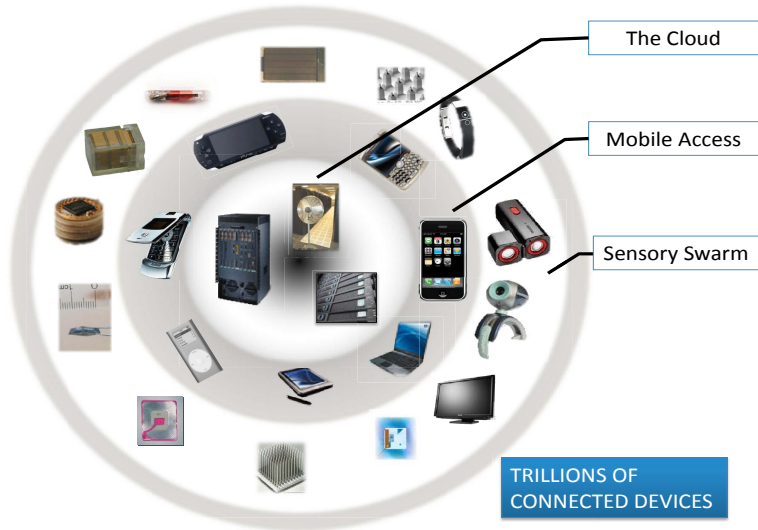 The Cloud
Mobile Access
Sensory Swarm
TRILLIONS OF
CONNECTED DEVICES